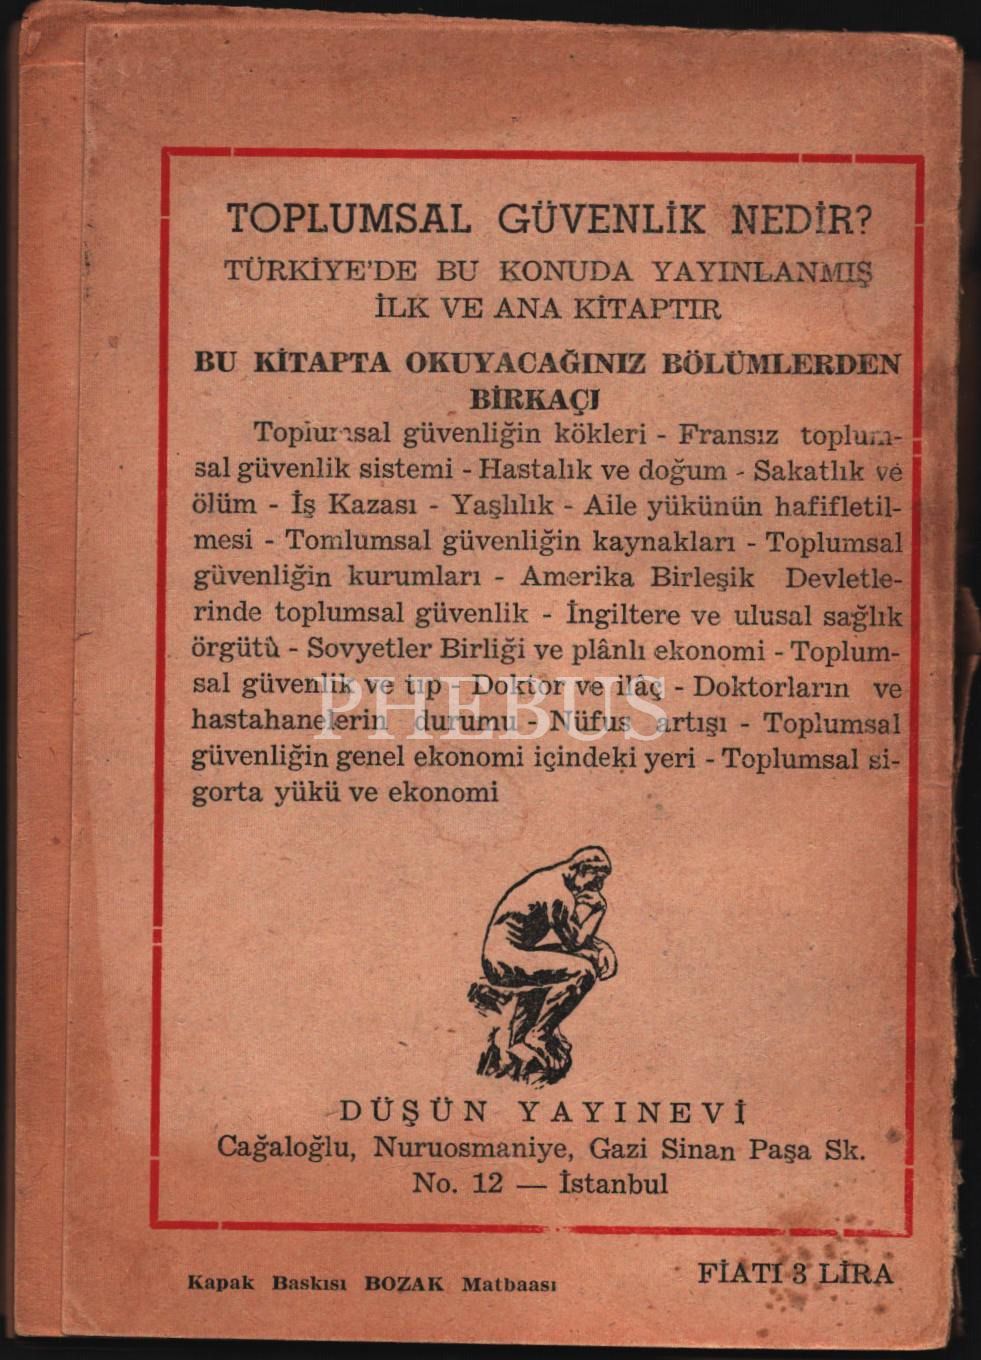 TOPLUMSAL GÜVENLİK NEDİR?
TÜRKİYE'DE BU KONUDA YAYINLANMIŞ
İLK VE ANA KİTAPTIR
BU KİTAPTA OKUYACAĞINIZ BÖLÜMLERDEN
BİRKAÇI
Toplumsal güvenliğin kökleri - Fransız toplum-
sal güvenlik sistemi - Hastalık ve doğum - Sakatlık ve
ölüm - İş Kazası - Yaşlılık - Aile yükünün hafifletil-
mesi - Tomlumsal güvenliğin kaynakları - Toplumsal
güvenliğin kurumları - Amerika Birleşik Devletle-
rinde toplumsal güvenlik - İngiltere ve ulusal sağlık
örgütü - Sovyetler Birliği ve plânlı ekonomi - Toplum-
sal güvenlik ve tıp - Doktor ve ilâç - Doktorların ve
PHEBUS
hastahanelerin durumu - Nüfus artışı - Toplumsal
güvenliğin genel ekonomi içindeki yeri - Toplumsal si-
gorta yükü ve ekonomi
DÜŞÜN YAYINEVİ
Cağaloğlu, Nuruosmaniye, Gazi Sinan Paşa Sk.
No. 12 — İstanbul
Kapak Baskısı BOZAK Matbaası
FİATI 3 LİRA